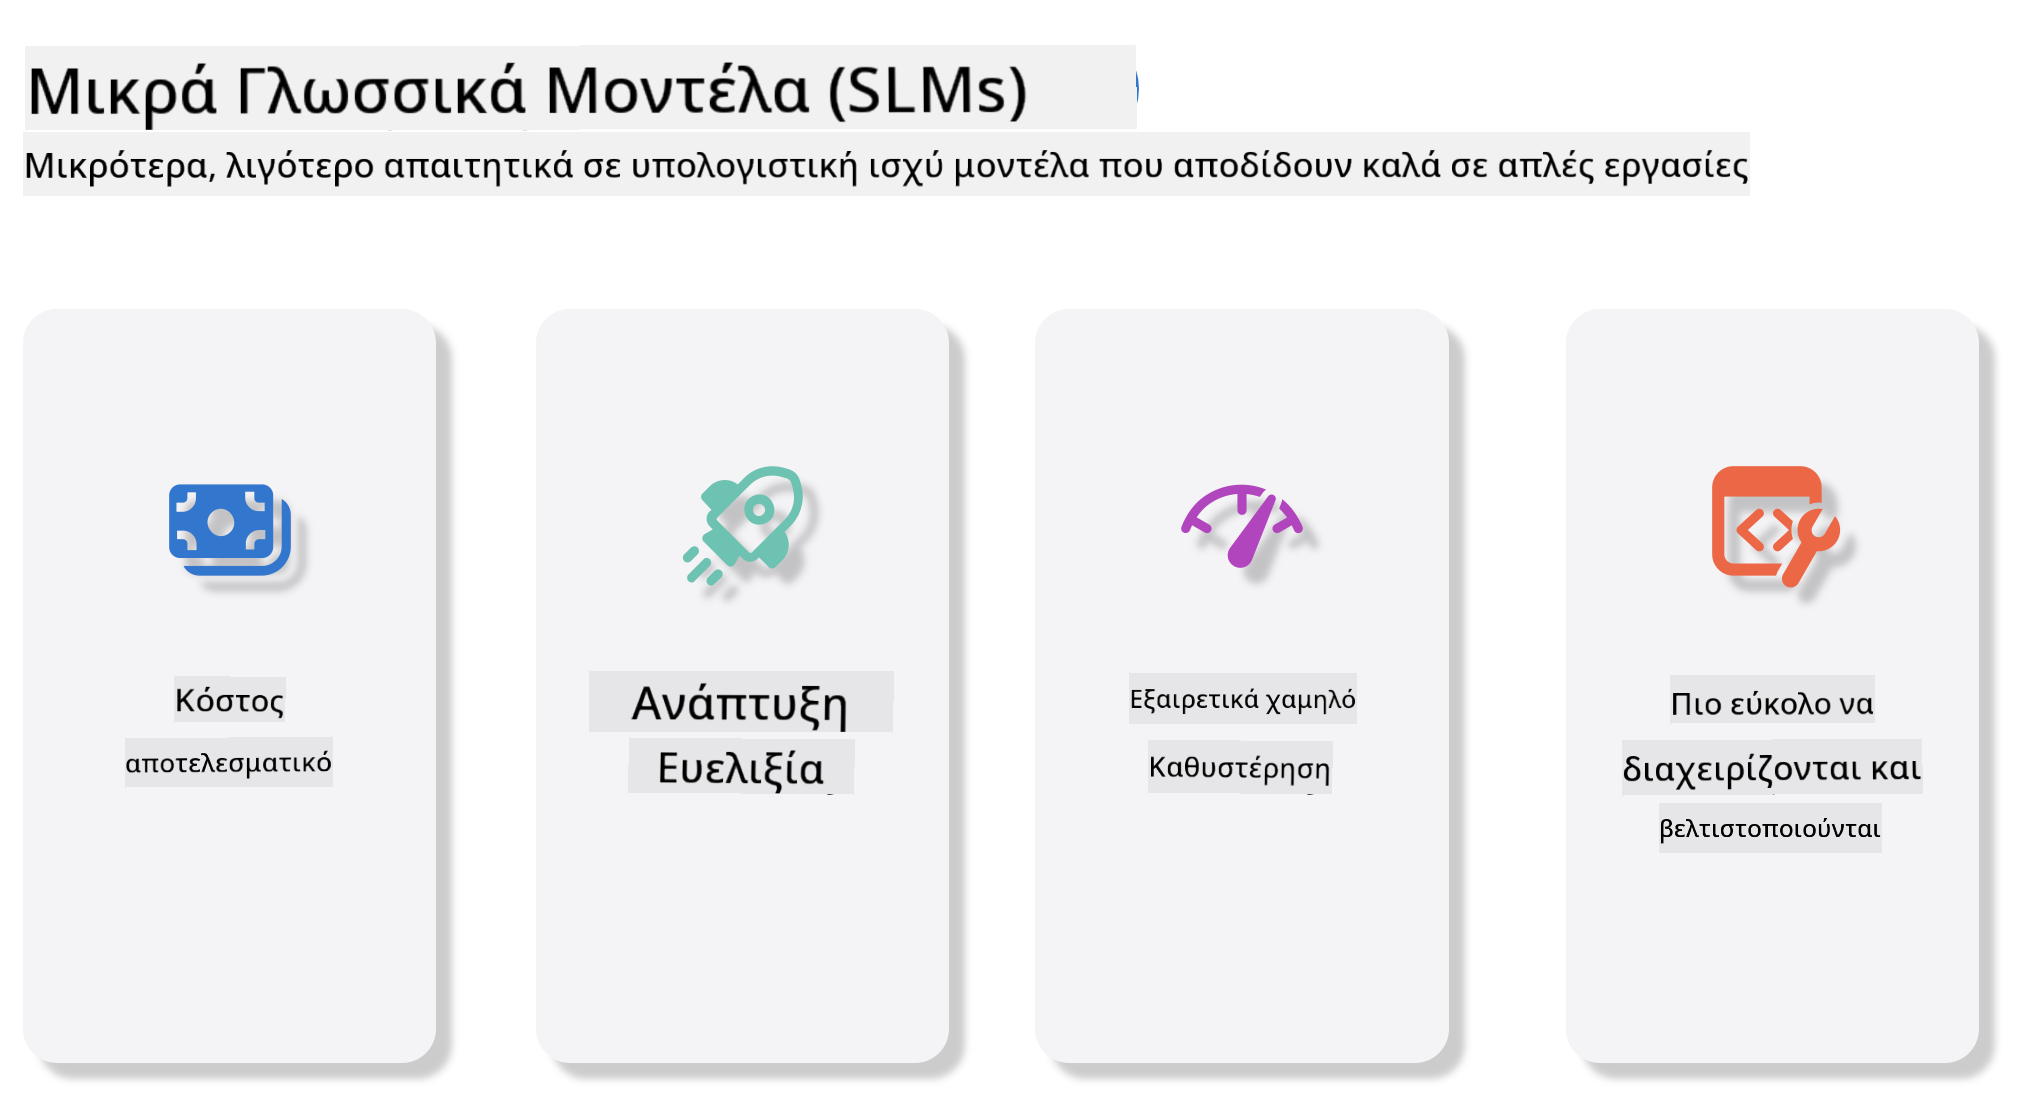 Μικρά Γλωσσικά Μοντέλα (SLMs)
Μικρότερα, λιγότερο απαιτητικά σε υπολογιστική ισχύ μοντέλα που αποδίδουν καλά σε απλές εργασίες
Κόστος
αποτελεσματικό
Ανάπτυξη
Ευελιξία
Εξαιρετικά χαμηλό
Καθυστέρηση
Πιο εύκολο να
διαχειρίζονται και
βελτιστοποιούνται